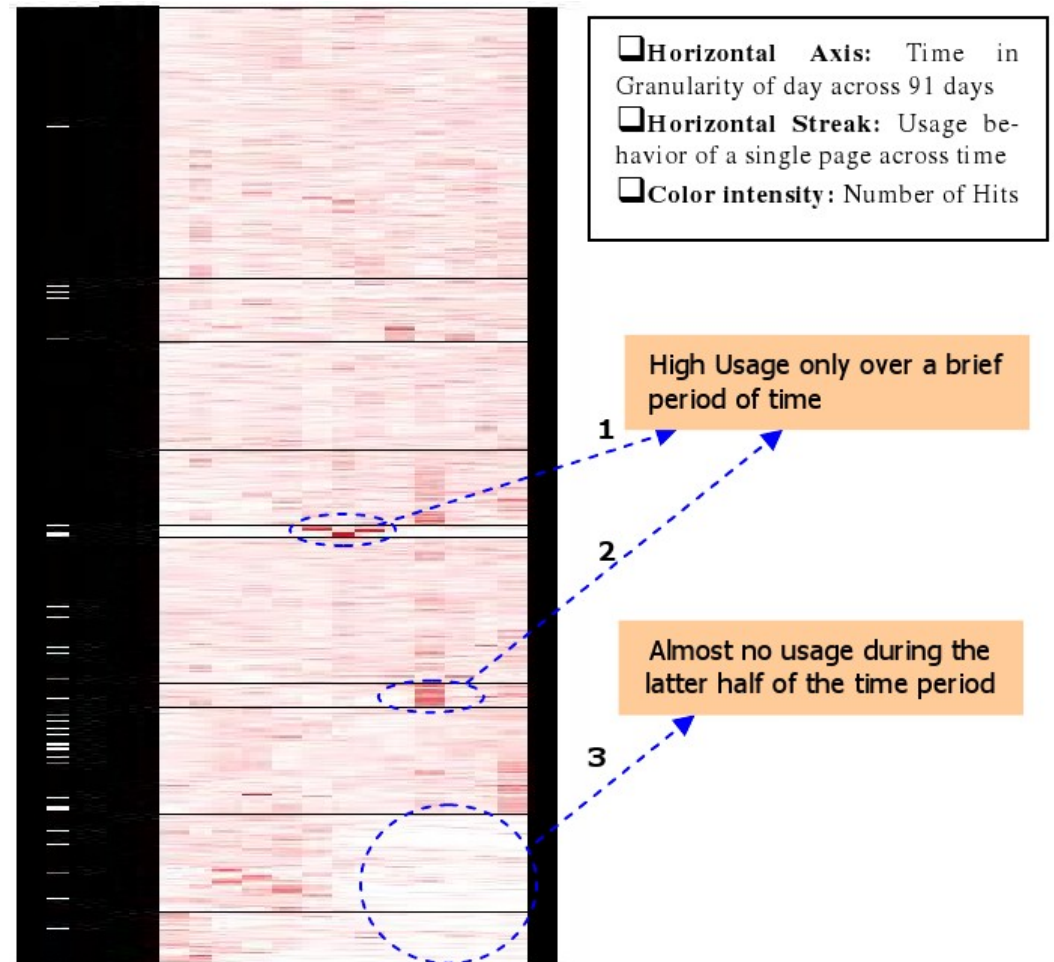 ❑Horizontal Axis: Time in
Granularity of day across 91 days
❑Horizontal Streak: Usage be-
havior of a single page across time
❑Color intensity: Number of Hits
High Usage only over a brief
period of time
1
2
Almost no usage during the
latter half of the time period
3